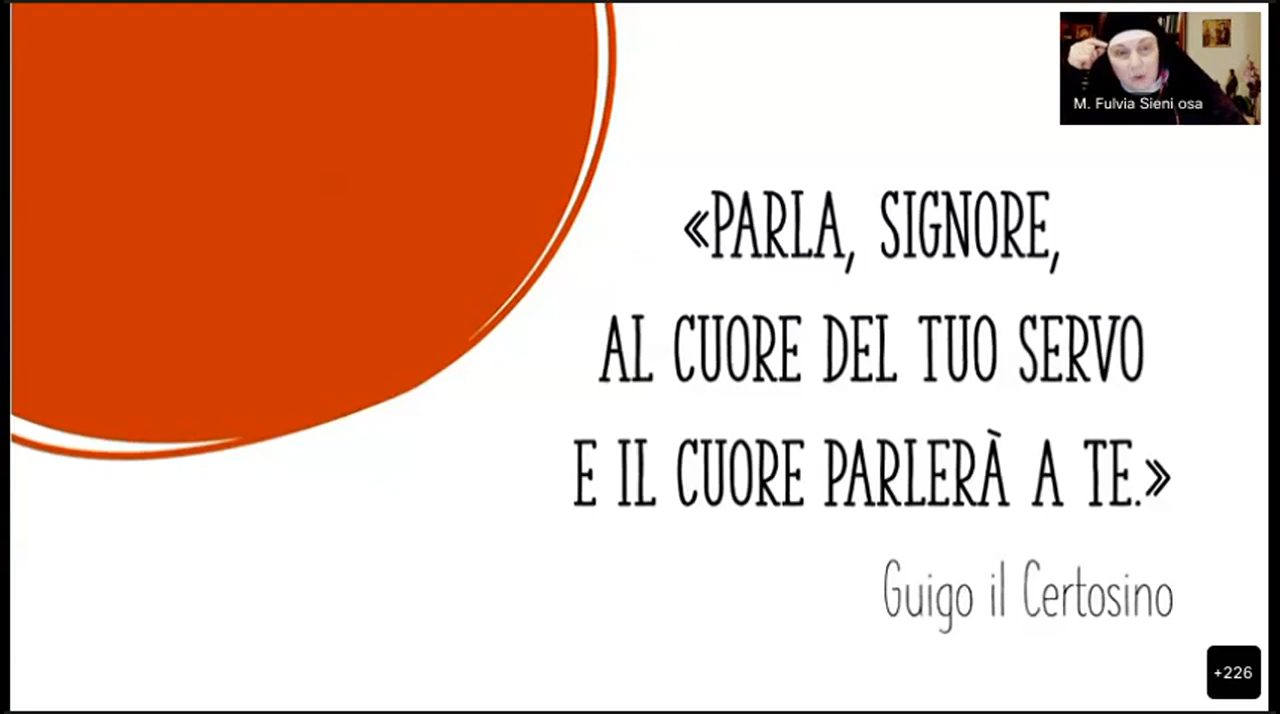 M. Fulvia Sieni osa
«PARLA, SIGNORE,
AL CUORE DEL TUO SERVO
E IL CUORE PARLERÀ A TE.»
Guigo il Certosino
+226